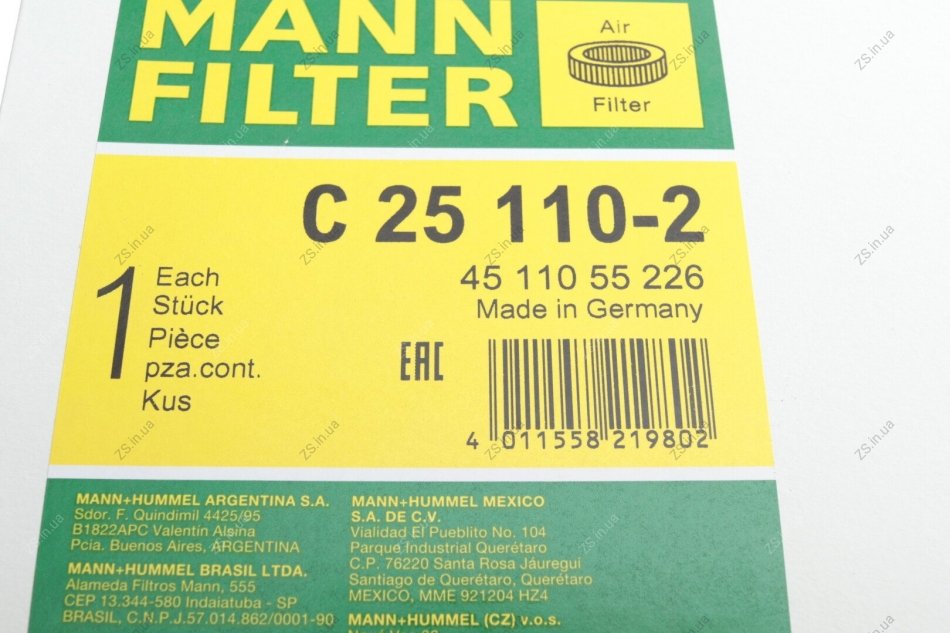 MANN
FILTER
Air
Filter
C 25 110-2
45 110 55 226
Made in Germany
1
Each
Stück
Pièce
pza.cont.
Kus
EAC
4 011558 219802
MANN+HUMMEL ARGENTINA S.A.
Sdor. F. Quindimil 4425/95
B1822APC Valentín Alsina
Pcia. Buenos Aires, ARGENTINA
MANN+HUMMEL BRASIL LTDA.
Alameda Filtros Mann, 555
CEP 13.344-580 Indaiatuba - SP
BRASIL, C.N.P.J.57.014.862/0001-90
MANN+HUMMEL MEXICO
S.A. DE C.V.
Vialidad El Pueblito No. 104
Parque Industrial Querétaro
C.P. 76220 Santa Rosa Jáuregui
Santiago de Querétaro, Querétaro
MEXICO, MME 921204 HZ4
MANN+HUMMEL (CZ) v.o.s.
ZS.in.ua